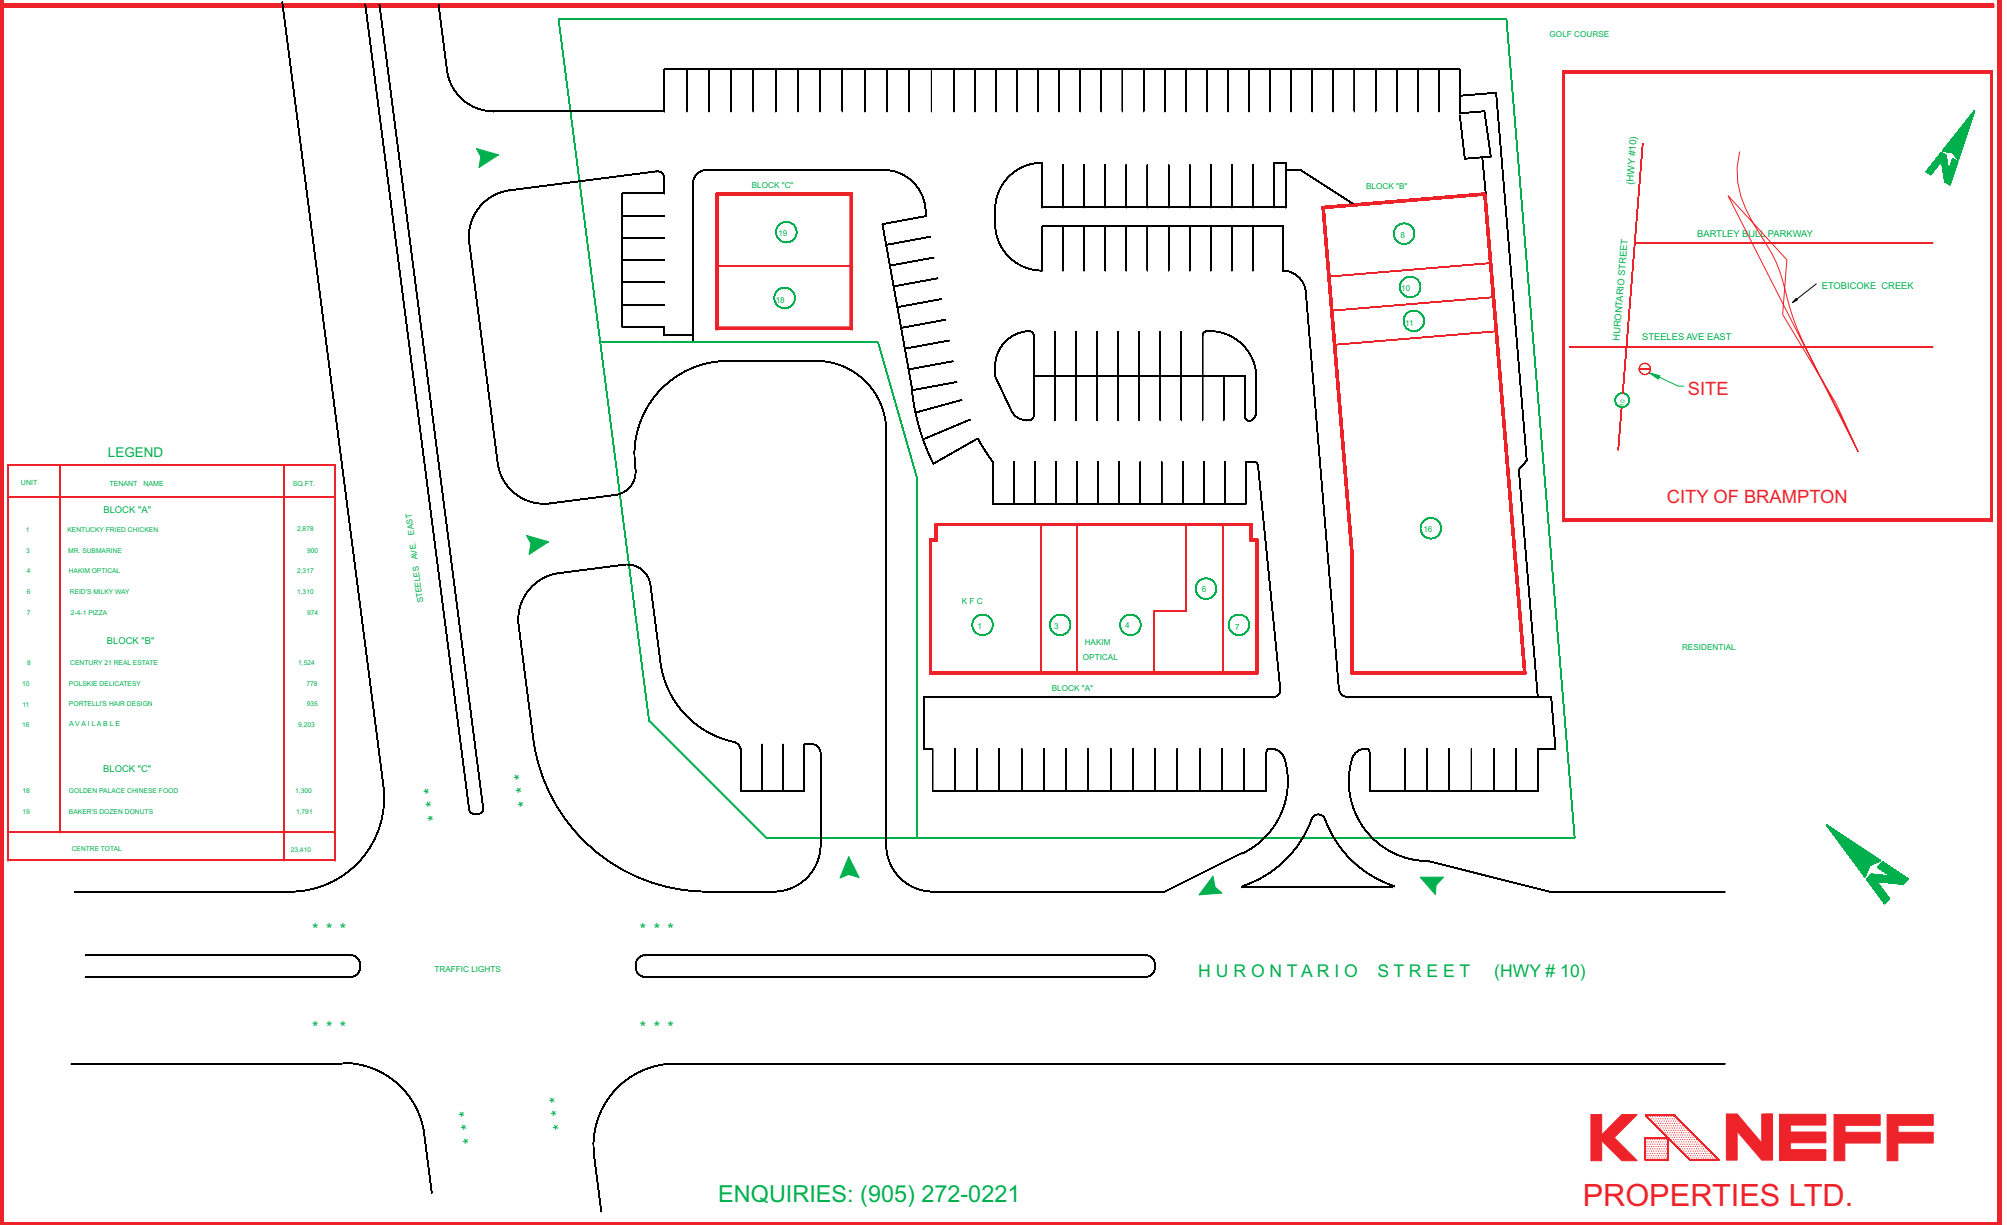 GOLF COURSE
BLOCK "C"
19
18
BLOCK "B"
8
10
11
16
(HWY #10)
HURONTARIO STREET
BARTLEY BULL PARKWAY
ETOBICOKE CREEK
STEELES AVE EAST
SITE
CITY OF BRAMPTON
N
LEGEND
UNIT TENANT NAME SQ.FT.
BLOCK "A"
1 KENTUCKY FRIED CHICKEN 2,878
3 MR. SUBMARINE 900
4 HAKIM OPTICAL 2,317
6 REID'S MILKY WAY 1,310
7 2-4-1 PIZZA 974
BLOCK "B"
8 CENTURY 21 REAL ESTATE 1,524
10 POLSKIE DELICATESY 778
11 PORTELLI'S HAIR DESIGN 935
16 AVAILABLE 9,203
BLOCK "C"
18 GOLDEN PALACE CHINESE FOOD 1,300
19 BAKER'S DOZEN DONUTS 1,791
CENTRE TOTAL 23,410
STEELES AVE. EAST
KFC
1
3
4
6
7
HAKIM
OPTICAL
BLOCK "A"
RESIDENTIAL
N
* * *
* * *
* * *
* * *
TRAFFIC LIGHTS
HURONTARIO STREET (HWY # 10)
* * *
* * *
* * *
* * *
ENQUIRIES: (905) 272-0221
KANEFF
PROPERTIES LTD.